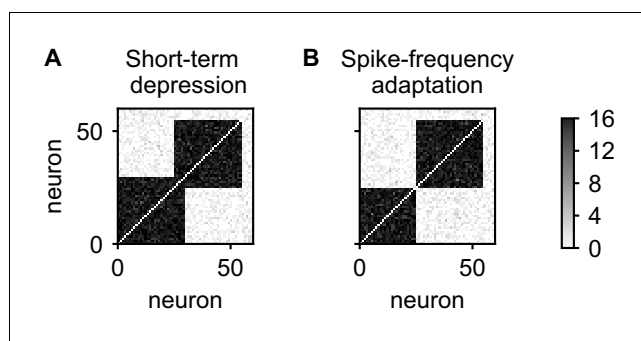 A Short-term
depression
B Spike-frequency
adaptation
neuron
50
0
0 50
neuron
0 50
neuron
16
12
8
4
0